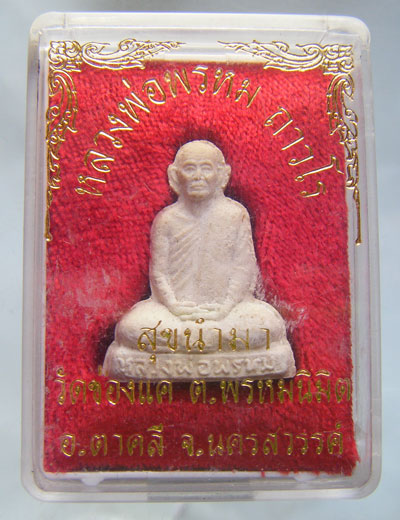 หลวงพ่อพรหม ถาวโร
สุขนำมา
หลวงพ่อพรหม
วัดช่องแค ต.พรหมนิมิต
อ.ตาคลี จ.นครสวรรค์